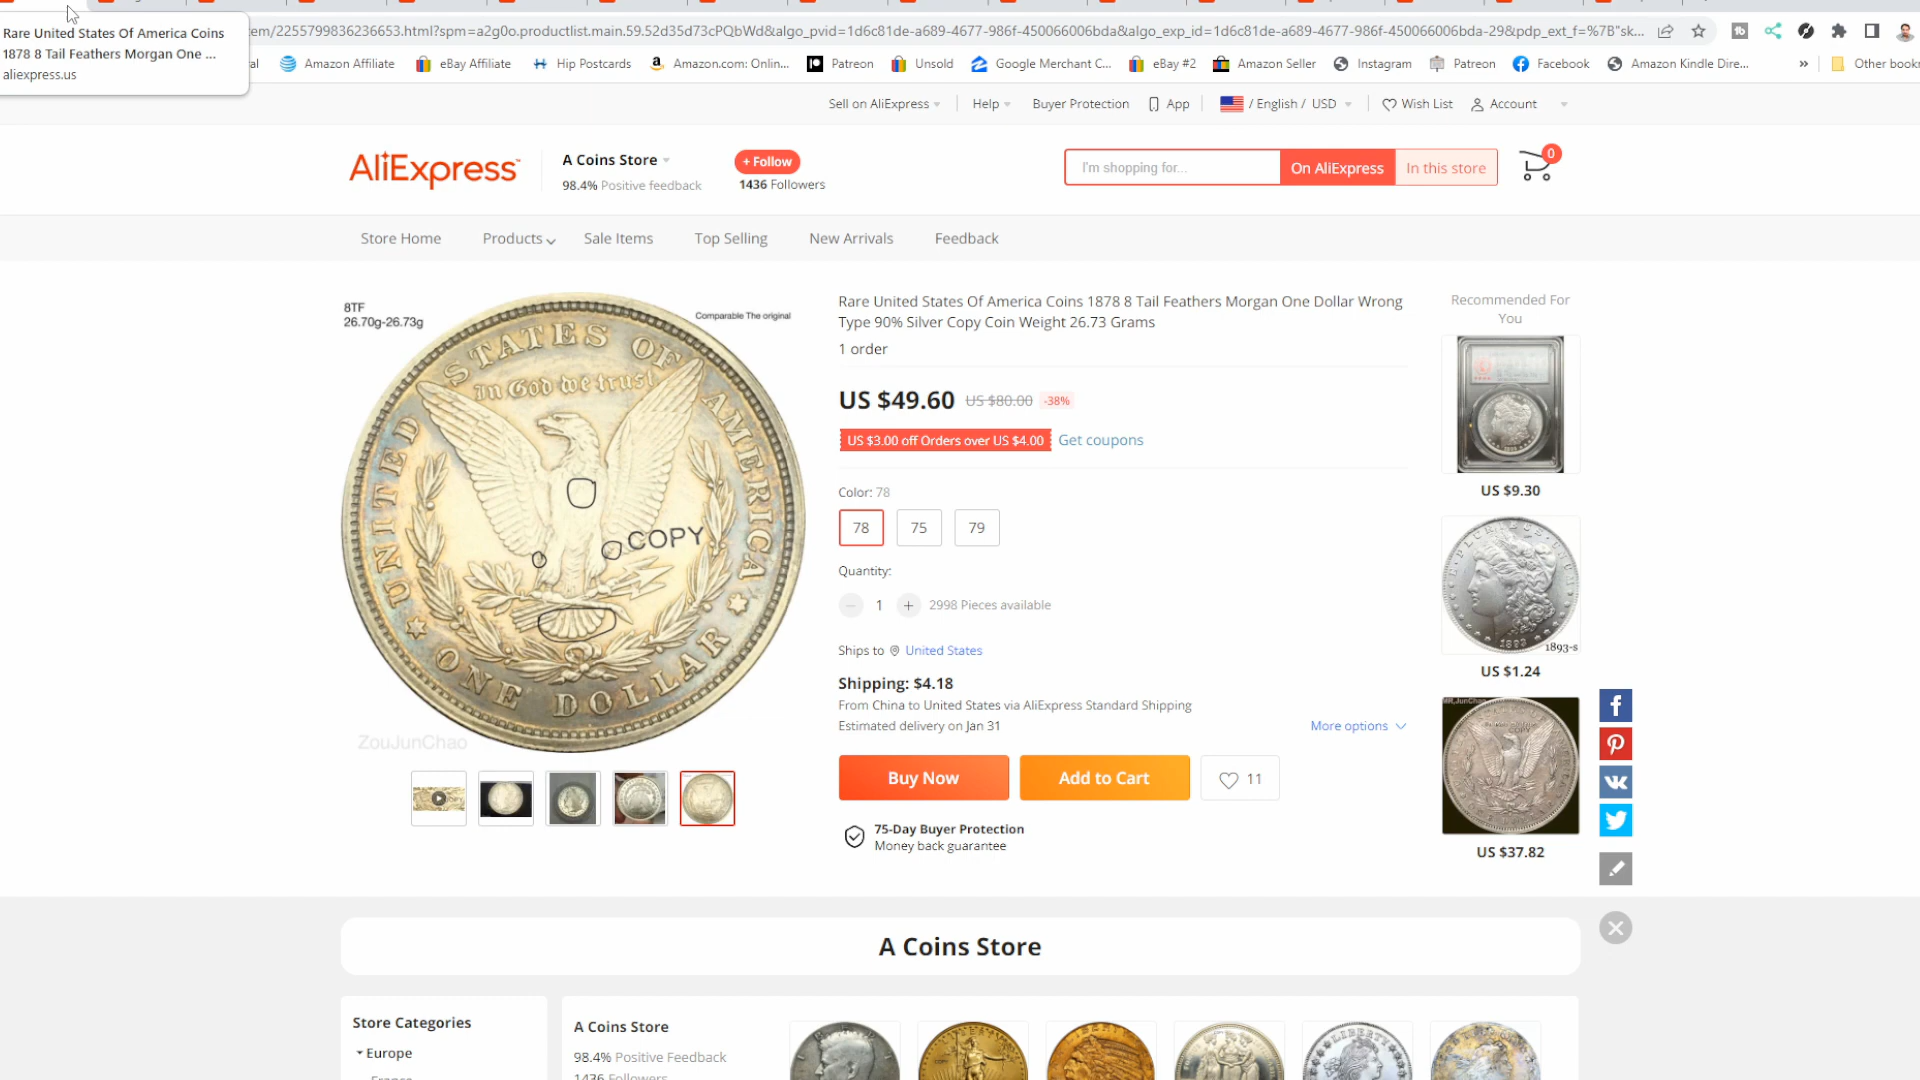 Rare United States Of America Coins
1878 8 Tail Feathers Morgan One ...
aliexpress.us
em/2255799836236653.html?spm=a2g0o.productlist.main.59.52d35d73cPQbWd&algo_pvid=1d6c81de-a689-4677-986f-450066006bda&algo_exp_id=1d6c81de-a689-4677-986f-450066006bda-29&pdp_ext_f=%7B"sk...
al Amazon Affiliate eBay Affiliate Hip Postcards Amazon.com: Onlin... Patreon Unsold Google Merchant C... eBay #2 Amazon Seller Instagram Patreon Facebook Amazon Kindle Dire... » Other bookr
Sell on AliExpress Help Buyer Protection App / English / USD Wish List Account
AliExpress
A Coins Store
98.4% Positive feedback
+ Follow
1436 Followers
I'm shopping for... On AliExpress In this store 0
Store Home Products Sale Items Top Selling New Arrivals Feedback
8TF
26.70g-26.73g
Comparable The original
UNITED STATES OF AMERICA
In God we trust
COPY
ONE DOLLAR
ZouJunChao
Rare United States Of America Coins 1878 8 Tail Feathers Morgan One Dollar Wrong
Type 90% Silver Copy Coin Weight 26.73 Grams
1 order
US $49.60 US $80.00 -38%
US $3.00 off Orders over US $4.00 Get coupons
Color: 78
78 75 79
Quantity:
1 + 2998 Pieces available
Ships to United States
Shipping: $4.18
From China to United States via AliExpress Standard Shipping
Estimated delivery on Jan 31 More options
Buy Now Add to Cart 11
75-Day Buyer Protection
Money back guarantee
Recommended For
You
US $9.30
1893-s
US $1.24
COPY
US $37.82
A Coins Store
Store Categories
Europe
France
A Coins Store
98.4% Positive Feedback
1436 Followers
LIBERTY